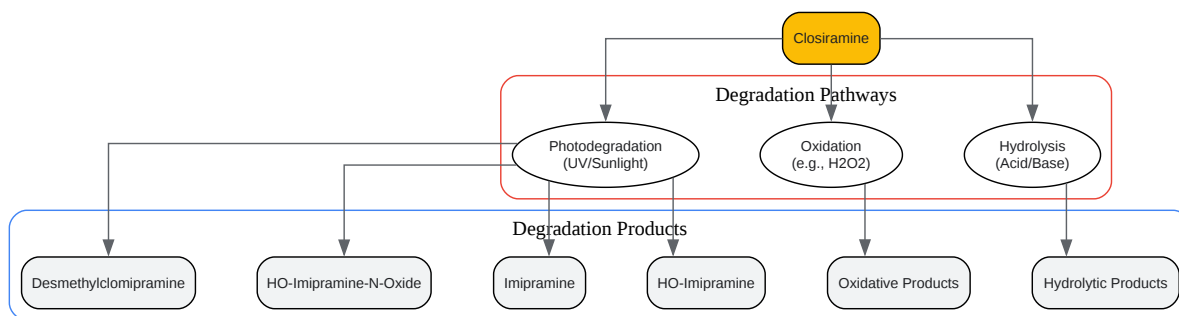 Closiramine
Degradation Pathways
Photodegradation
(UV/Sunlight)
Oxidation
(e.g., H2O2)
Hydrolysis
(Acid/Base)
Degradation Products
Desmethylclomipramine
HO-Imipramine-N-Oxide
Imipramine
HO-Imipramine
Oxidative Products
Hydrolytic Products